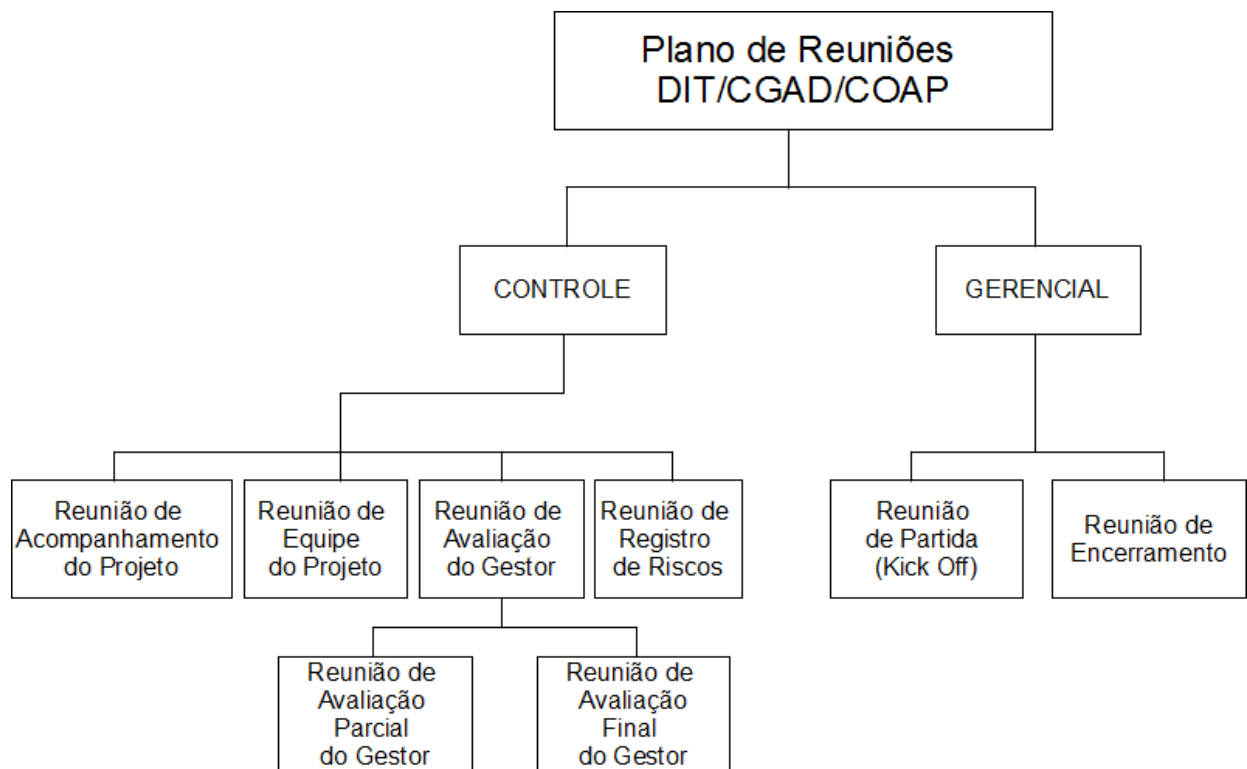 Plano de Reuniões
DIT/CGAD/COAP
CONTROLE
GERENCIAL
Reunião de
Acompanhamento
do Projeto
Reunião de
Equipe
do Projeto
Reunião de
Avaliação
do Gestor
Reunião de
Registro
de Riscos
Reunião
de Partida
(Kick Off)
Reunião de
Encerramento
Reunião de
Avaliação
Parcial
do Gestor
Reunião de
Avaliação
Final
do Gestor